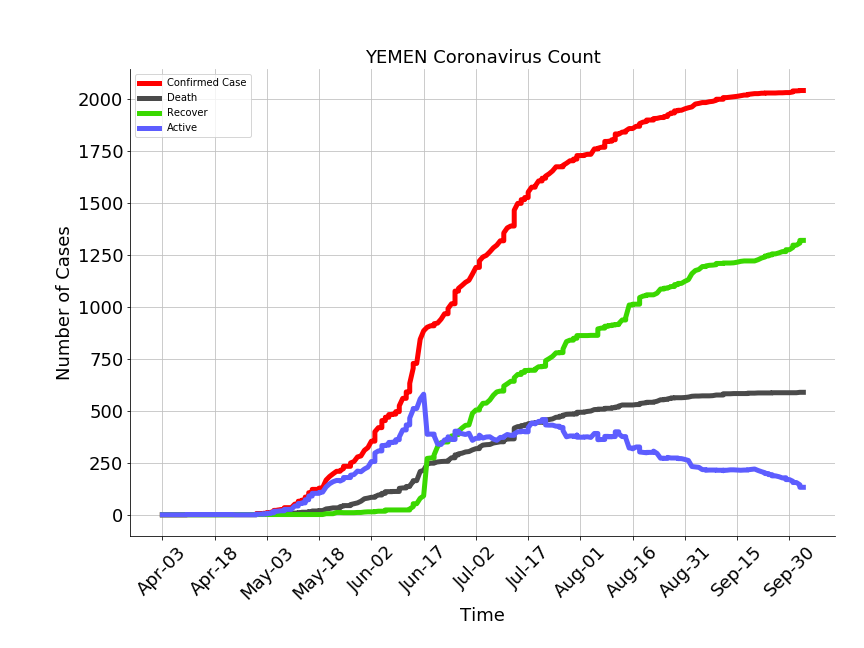 YEMEN Coronavirus Count
Confirmed Case
Death
Recover
Active
Number of Cases
2000
1750
1500
1250
1000
750
500
250
0
Apr-03
Apr-18
May-03
May-18
Jun-02
Jun-17
Jul-02
Jul-17
Aug-01
Aug-16
Aug-31
Sep-15
Sep-30
Time